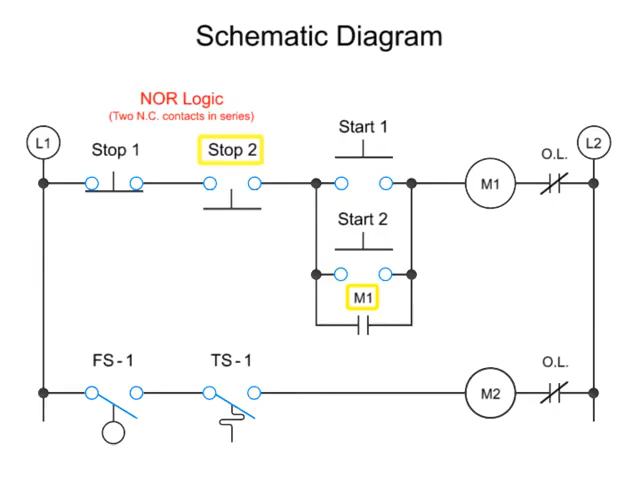 Schematic Diagram
NOR Logic
(Two N.C. contacts in series)
L1
Stop 1
Stop 2
Start 1
L2
O.L.
M1
Start 2
M1
FS-1
TS-1
O.L.
M2